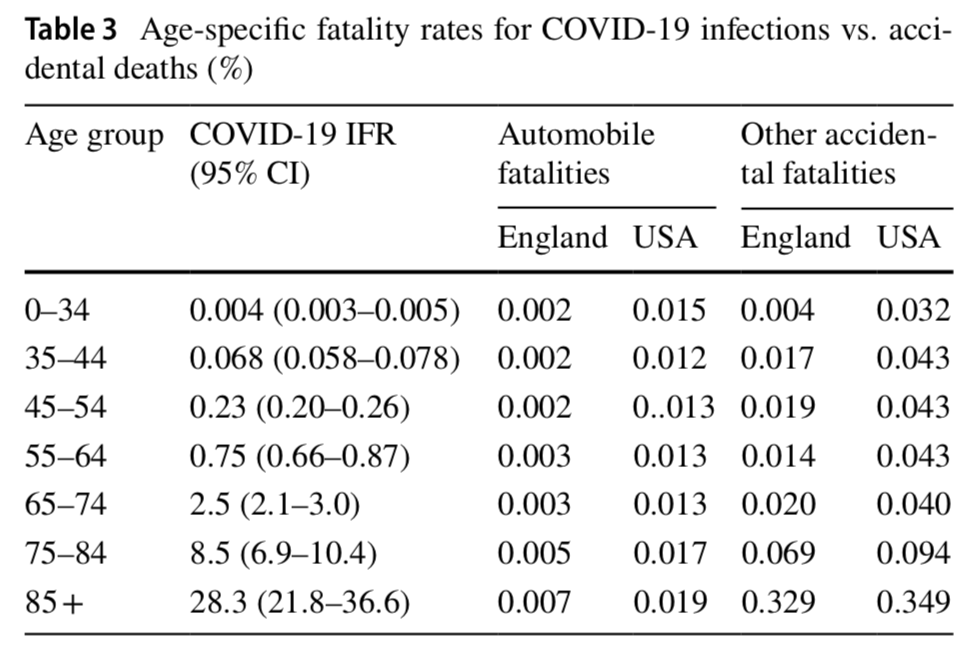 Table 3 Age-specific fatality rates for COVID-19 infections vs. acci-
dental deaths (%)
Age group COVID-19 IFR (95% CI) Automobile fatalities Other acciden-tal fatalities
England USA England USA
0–34 0.004 (0.003–0.005) 0.002 0.015 0.004 0.032
35–44 0.068 (0.058–0.078) 0.002 0.012 0.017 0.043
45–54 0.23 (0.20–0.26) 0.002 0..013 0.019 0.043
55–64 0.75 (0.66–0.87) 0.003 0.013 0.014 0.043
65–74 2.5 (2.1–3.0) 0.003 0.013 0.020 0.040
75–84 8.5 (6.9–10.4) 0.005 0.017 0.069 0.094
85+ 28.3 (21.8–36.6) 0.007 0.019 0.329 0.349